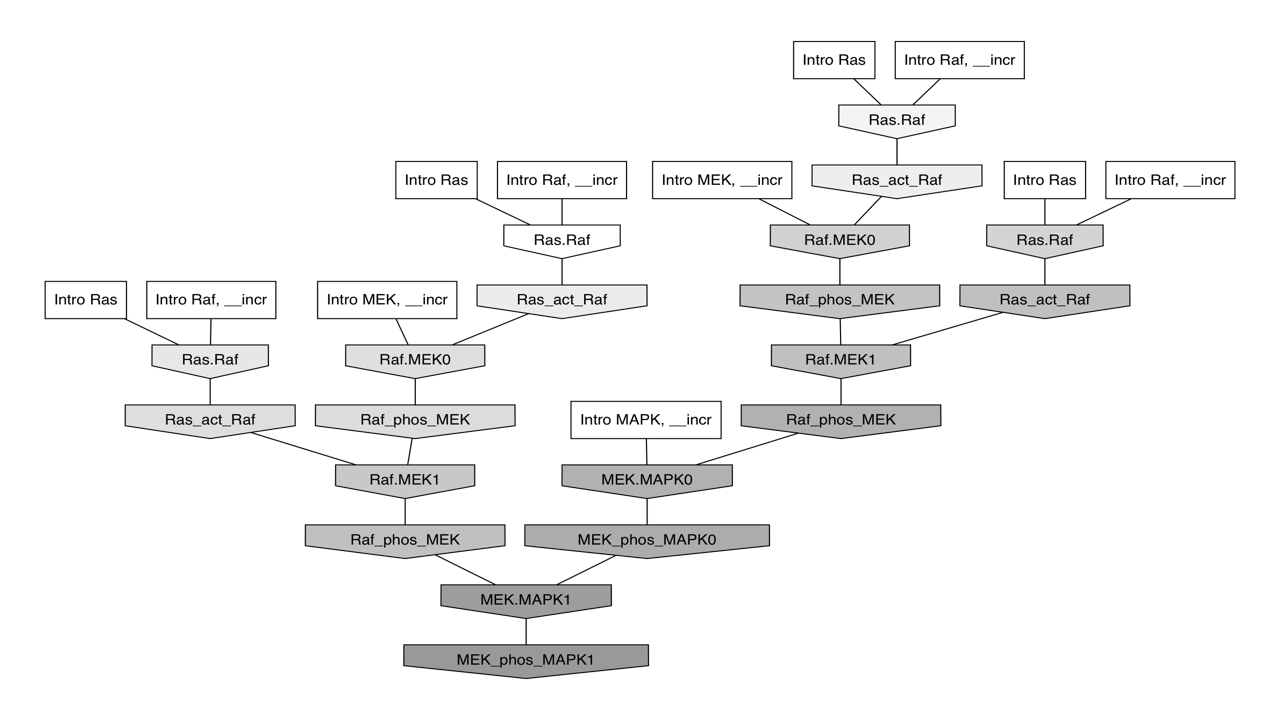 Intro Ras
Intro Raf, __incr
Ras.Raf
Intro Ras
Intro Raf, __incr
Intro MEK, __incr
Ras_act_Raf
Intro Ras
Intro Raf, __incr
Ras.Raf
Raf.MEK0
Ras.Raf
Intro Ras
Intro Raf, __incr
Intro MEK, __incr
Ras_act_Raf
Raf_phos_MEK
Ras_act_Raf
Ras.Raf
Raf.MEK0
Raf.MEK1
Ras_act_Raf
Raf_phos_MEK
Intro MAPK, __incr
Raf_phos_MEK
Raf.MEK1
MEK.MAPK0
Raf_phos_MEK
MEK_phos_MAPK0
MEK.MAPK1
MEK_phos_MAPK1